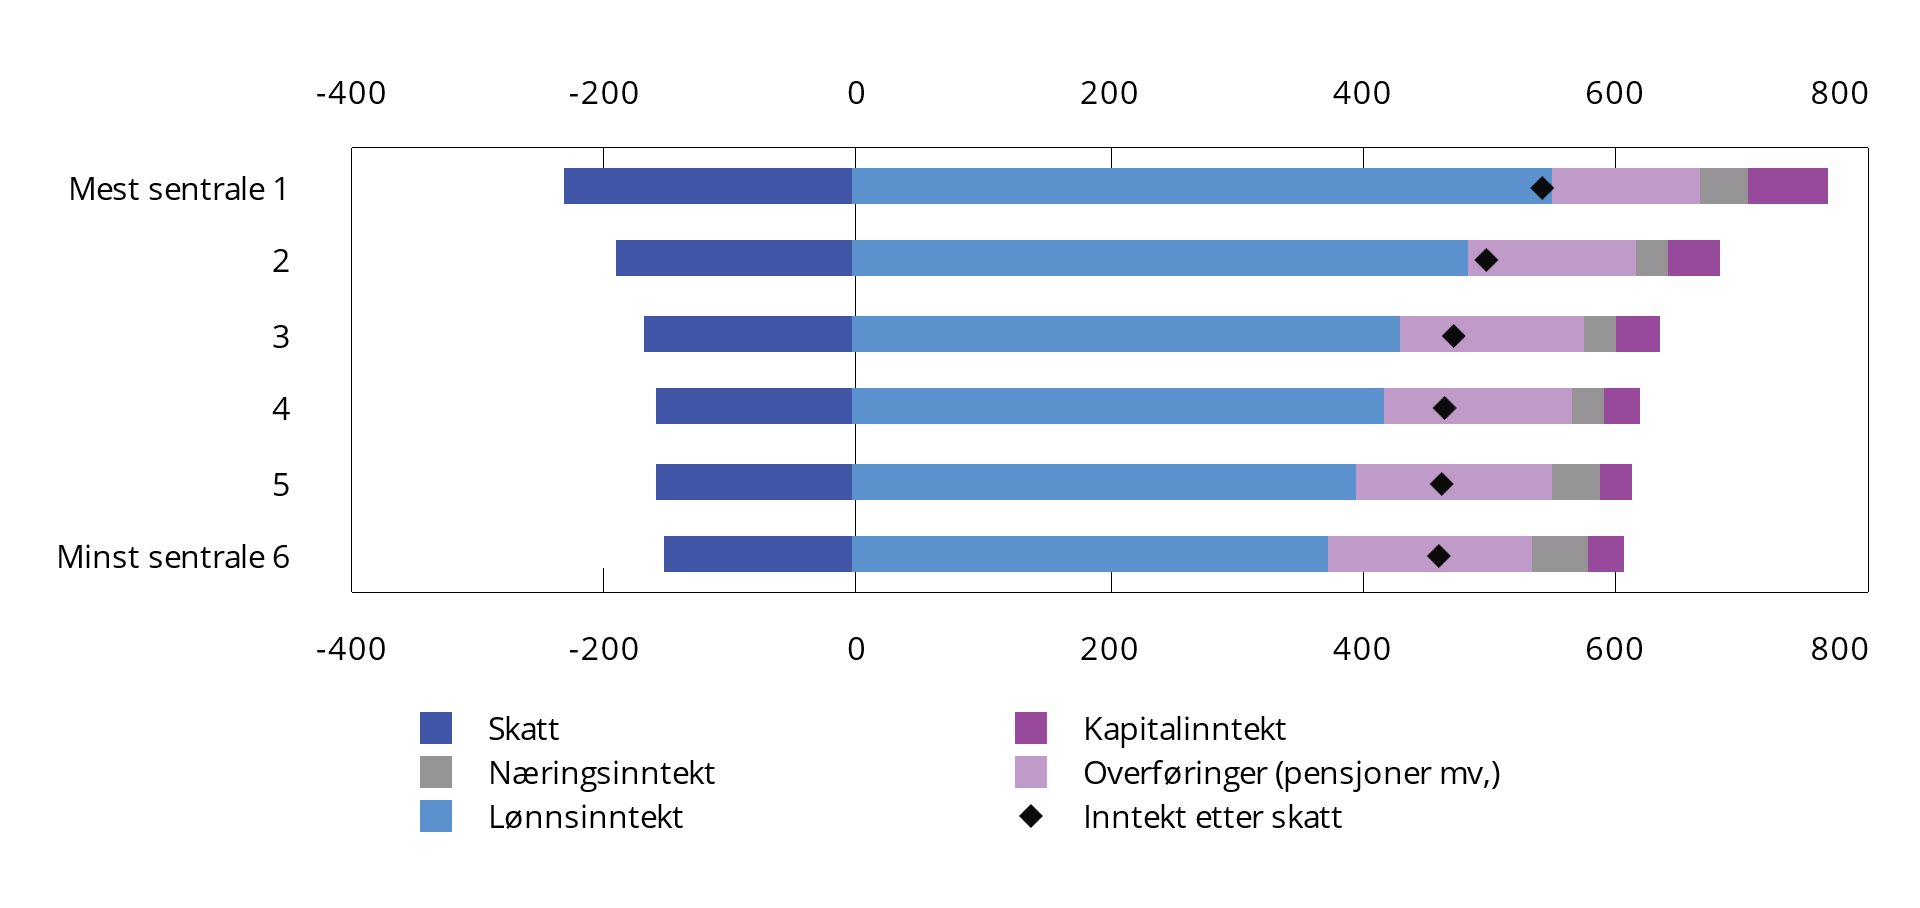 -400 -200 0 200 400 600 800
Mest sentrale 1
2
3
4
5
Minst sentrale 6
-400 -200 0 200 400 600 800
Skatt
Næringsinntekt
Lønnsinntekt
Kapitalinntekt
Overføringer (pensjoner mv,)
Inntekt etter skatt